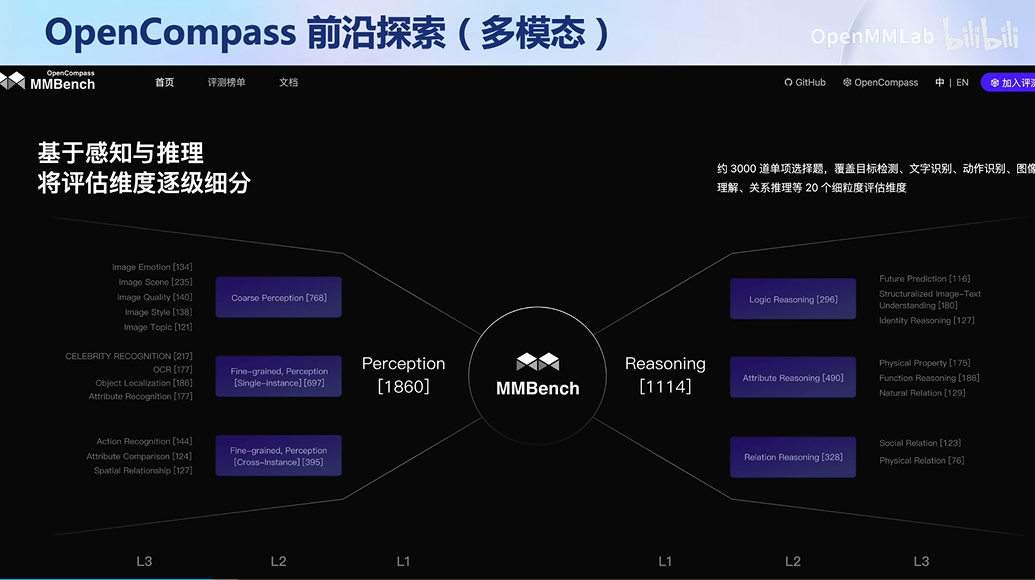 OpenCompass 前沿探索（多模态）
OpenMMLab bilibili
OpenCompass
MMBench
首页
评测榜单
文档
GitHub
OpenCompass
中 | EN
加入评测
基于感知与推理
将评估维度逐级细分
约 3000 道单项选择题，覆盖目标检测、文字识别、动作识别、图像
理解、关系推理等 20 个细粒度评估维度
Image Emotion [134]
Image Scene [235]
Image Quality [140]
Image Style [138]
Image Topic [121]
Coarse Perception [768]
CELEBRITY RECOGNITION [217]
OCR [177]
Object Localization [186]
Attribute Recognition [177]
Fine-grained, Perception
[Single-instance] [697]
Action Recognition [144]
Attribute Comparison [124]
Spatial Relationship [127]
Fine-grained, Perception
[Cross-Instance] [395]
Perception
[1860]
MMBench
Reasoning
[1114]
Logic Reasoning [296]
Future Prediction [116]
Structuralized Image-Text
Understanding [180]
Identity Reasoning [127]
Attribute Reasoning [490]
Physical Property [175]
Function Reasoning [188]
Natural Relation [129]
Relation Reasoning [328]
Social Relation [123]
Physical Relation [76]
L3
L2
L1
L1
L2
L3